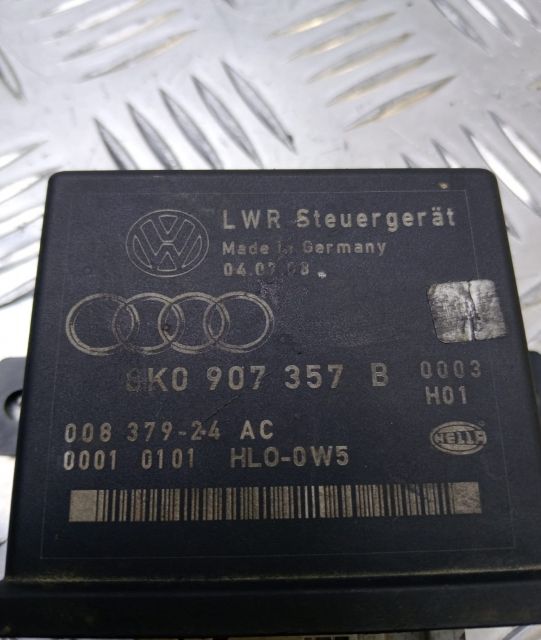 LWR Steuergerät
Made in Germany
04.07.08
8K0 907 357 B 0003
H01
008 379-24 AC
0001 0101 HLO-0W5
HELLA